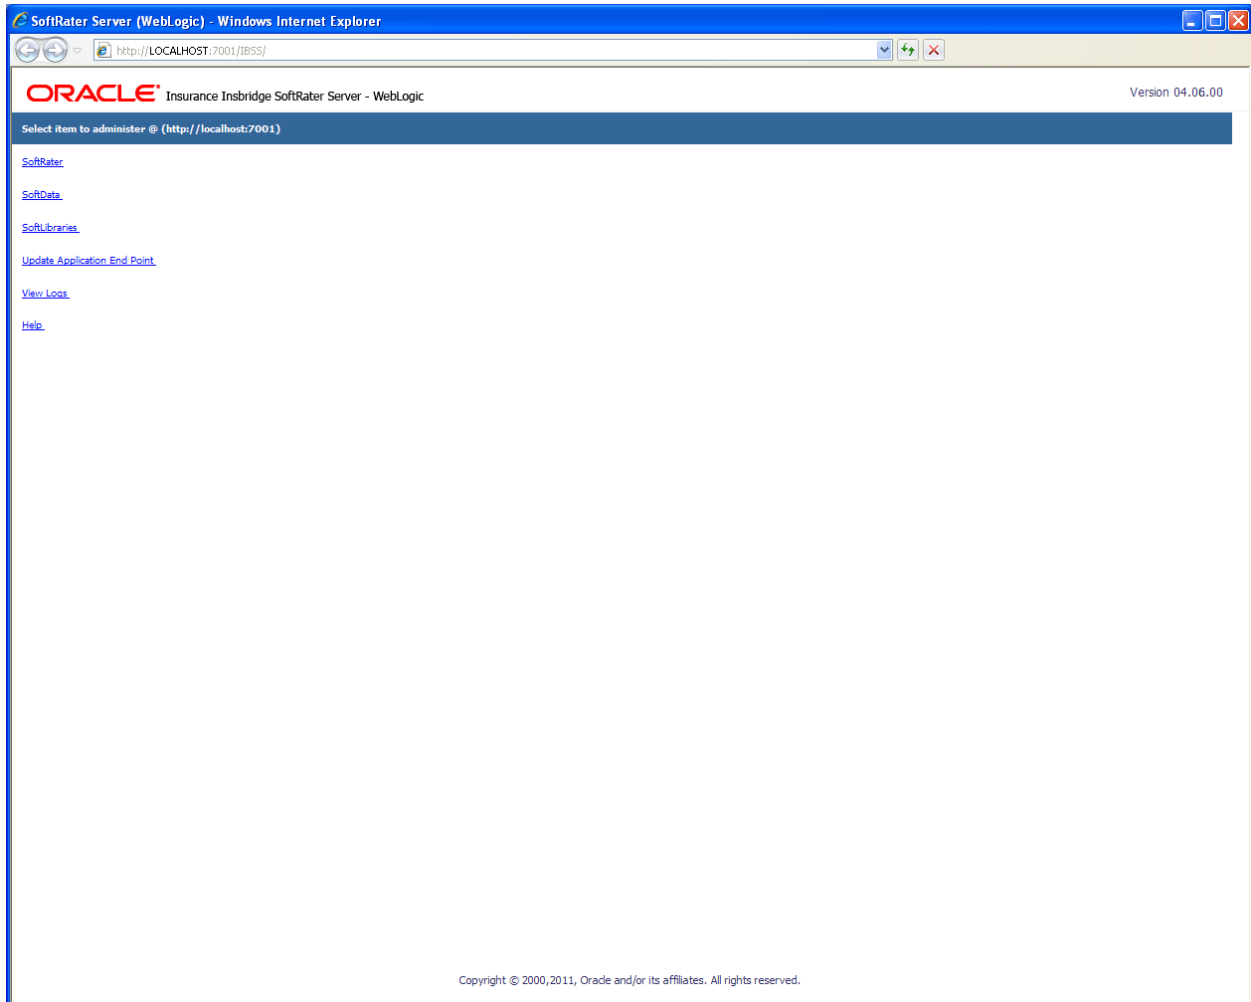 SoftRater Server (WebLogic) - Windows Internet Explorer
http://LOCALHOST:7001/IBSS/
ORACLE® Insurance Insbridge SoftRater Server - WebLogic
Version 04.06.00
Select item to administer @ (http://localhost:7001)
SoftRater
SoftData
SoftLibraries
Update Application End Point
View Logs
Help
Copyright © 2000,2011, Oracle and/or its affiliates. All rights reserved.